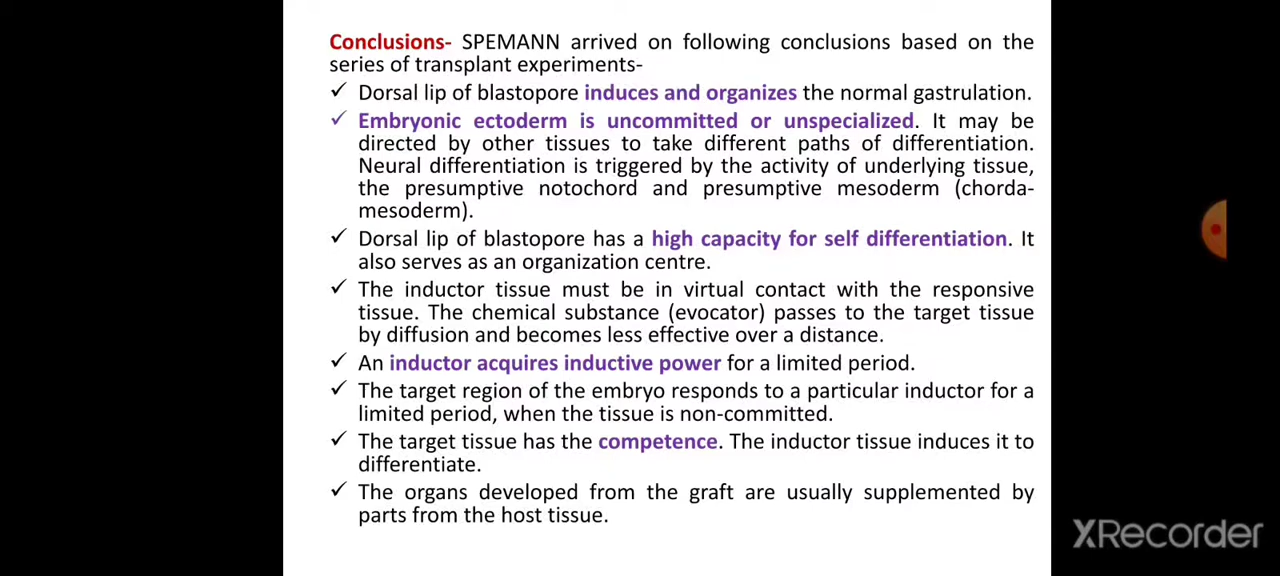 Conclusions- SPEMANN arrived on following conclusions based on the
series of transplant experiments-
✓ Dorsal lip of blastopore induces and organizes the normal gastrulation.
✓ Embryonic ectoderm is uncommitted or unspecialized. It may be
directed by other tissues to take different paths of differentiation.
Neural differentiation is triggered by the activity of underlying tissue,
the presumptive notochord and presumptive mesoderm (chorda-
mesoderm).
✓ Dorsal lip of blastopore has a high capacity for self differentiation. It
also serves as an organization centre.
✓ The inductor tissue must be in virtual contact with the responsive
tissue. The chemical substance (evocator) passes to the target tissue
by diffusion and becomes less effective over a distance.
✓ An inductor acquires inductive power for a limited period.
✓ The target region of the embryo responds to a particular inductor for a
limited period, when the tissue is non-committed.
✓ The target tissue has the competence. The inductor tissue induces it to
differentiate.
✓ The organs developed from the graft are usually supplemented by
parts from the host tissue.
XRecorder